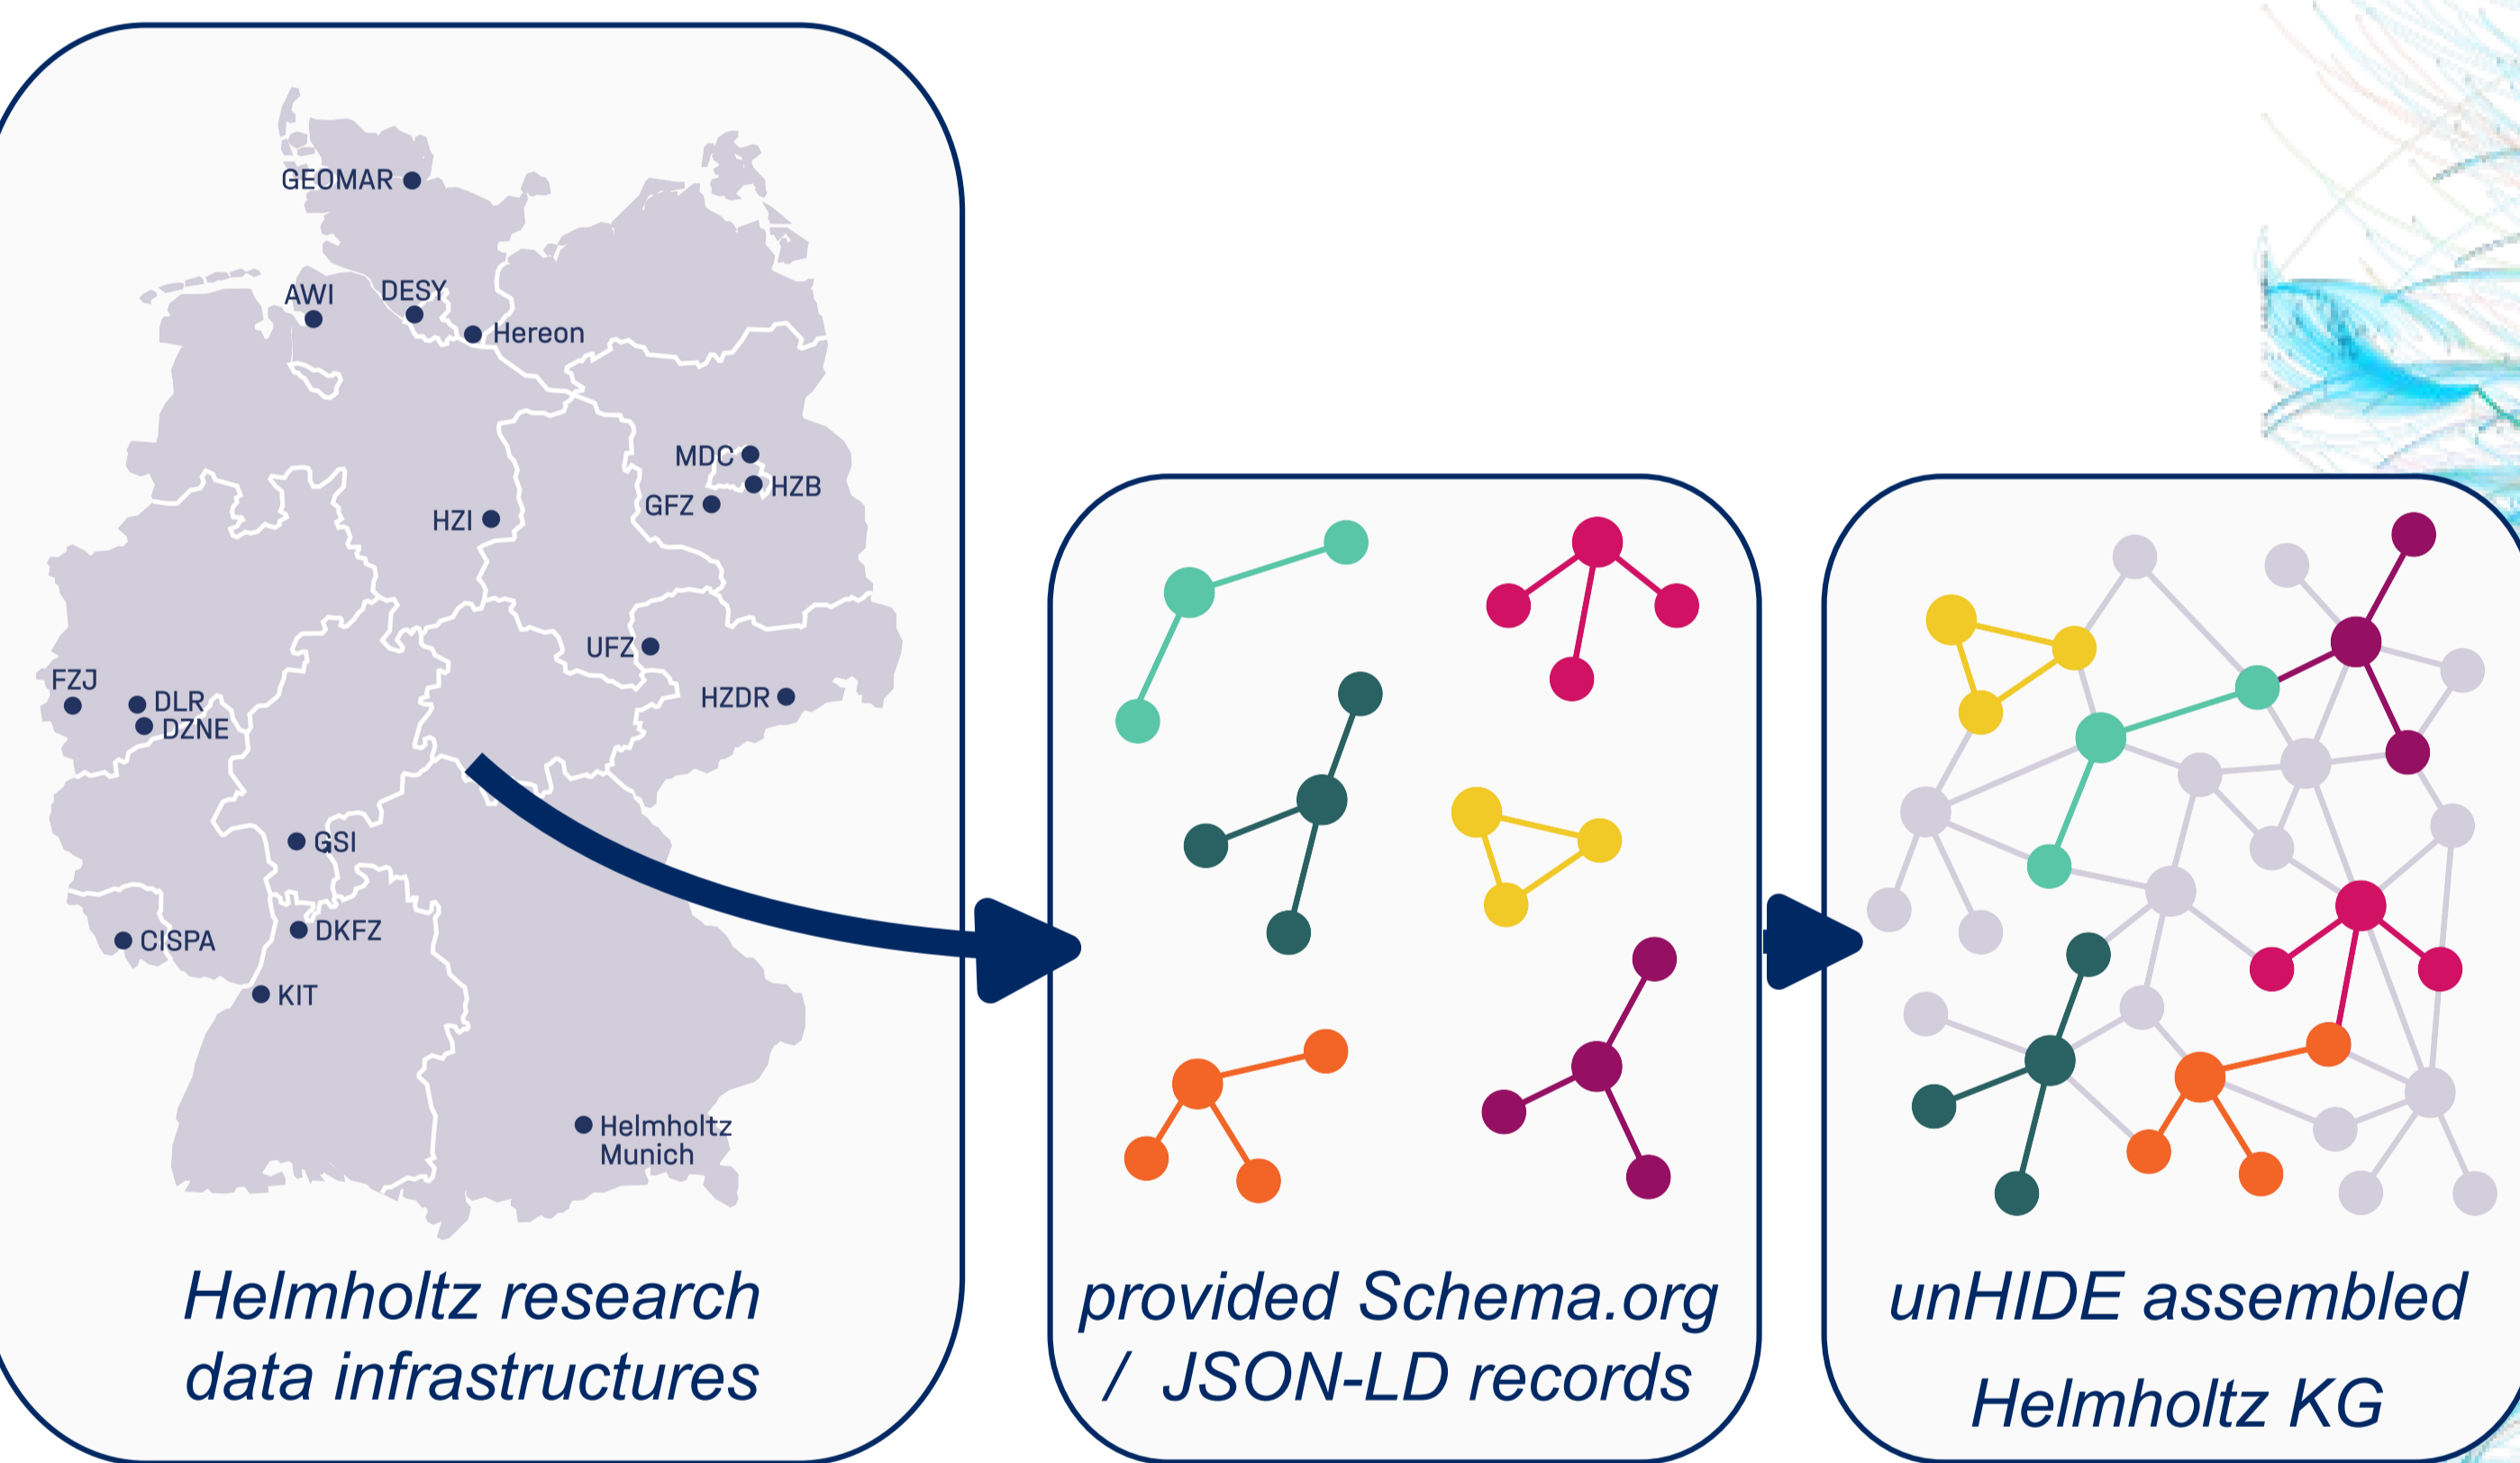 GEOMAR
AWI
DESY
Hereon
MDC
HZB
GFZ
HZI
UFZ
FZJ
DLR
DZNE
HZDR
GSI
DKFZ
CISPA
KIT
Helmholtz
Munich
Helmholtz research
data infrastructures
provided Schema.org
/ JSON-LD records
unHIDE assembled
Helmholtz KG